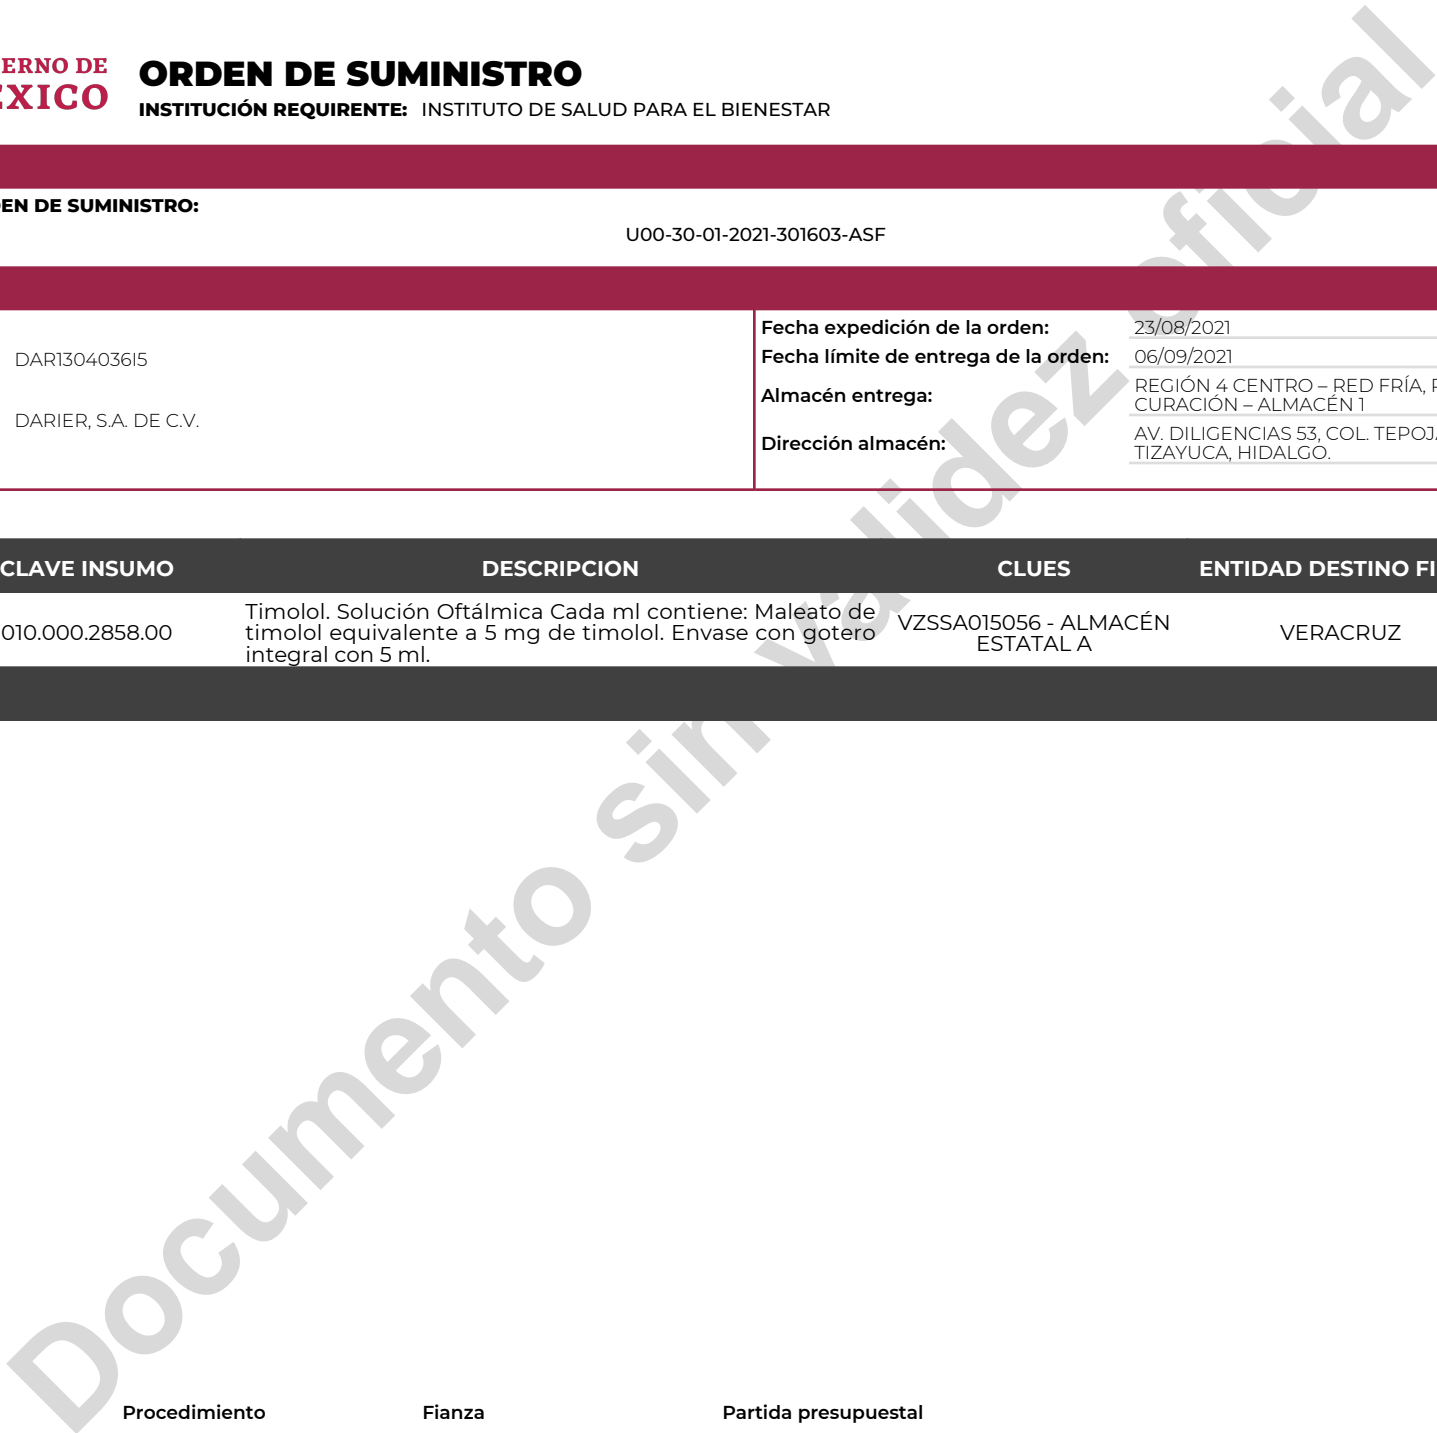 ERNO DE
ORDEN DE SUMINISTRO
INSTITUCIÓN REQUIRENTE: INSTITUTO DE SALUD PARA EL BIENESTAR
EN DE SUMINISTRO:
U00-30-01-2021-301603-ASF
Fecha expedición de la orden: 23/08/2021
DAR1304036I5
Fecha límite de entrega de la orden: 06/09/2021
Almacén entrega:
REGIÓN 4 CENTRO – RED FRÍA,
CURACIÓN – ALMACÉN 1
DARIER, S.A. DE C.V.
Dirección almacén:
AV. DILIGENCIAS 53, COL.
TIZAYUCA, HIDALGO.
CLAVE INSUMO DESCRIPCION CLUES ENTIDAD DESTINO
010.000.2858.00
Timolol. Solución Oftálmica Cada ml contiene: Maleato de
timolol equivalente a 5 mg de timolol. Envase con gotero
integral con 5 ml.
VZSSA015056 - ALMACÉN
ESTATAL A
VERACRUZ
Documento sin validez oficial
Procedimiento Fianza Partida presupuestal